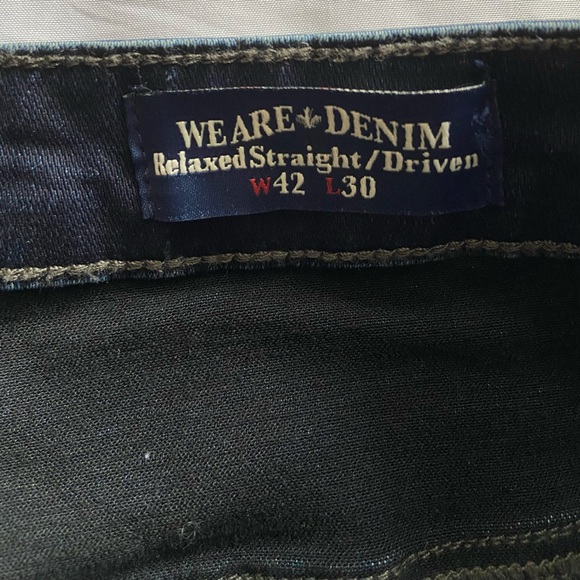 WE ARE DENIM
Relaxed Straight/Driven
W42 L30